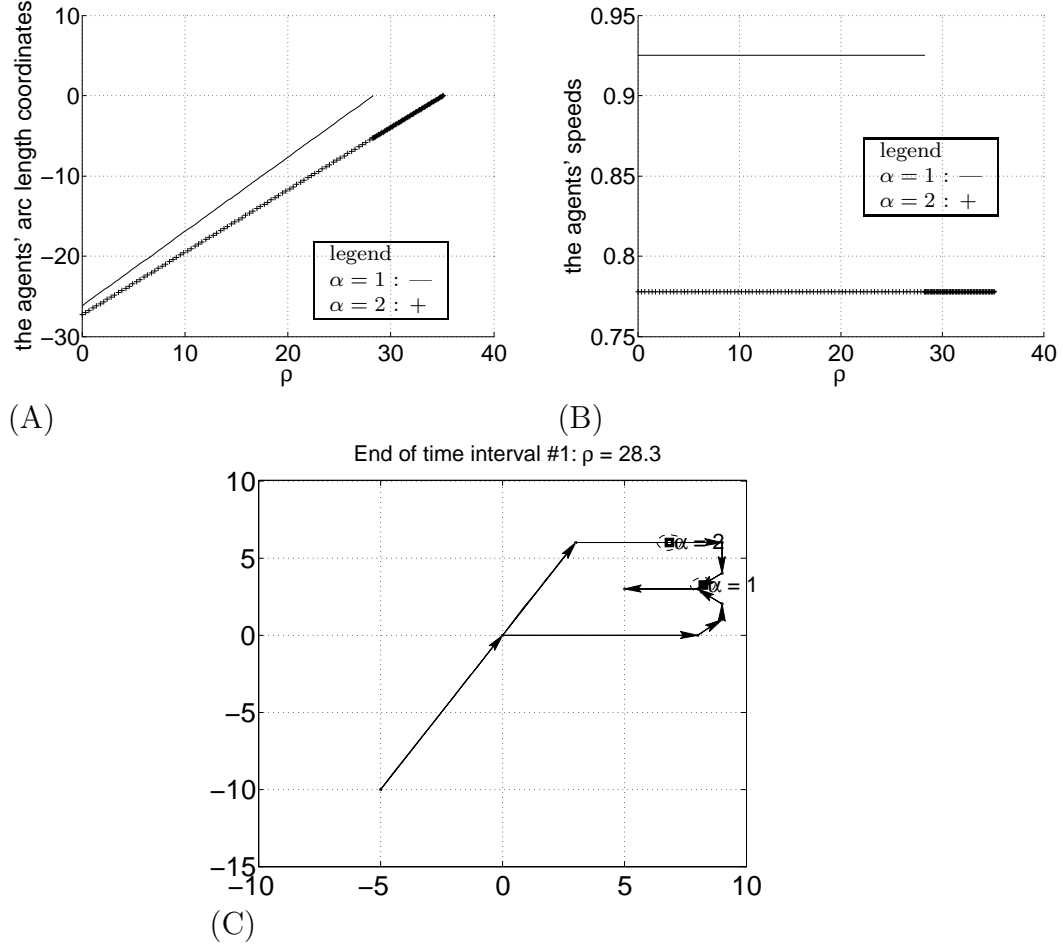 the agents' arc length coordinates
10
0
−10
−20
−30
0
10
20
30
40
ρ
legend
α = 1 : —
α = 2 : +
(A)
the agents' speeds
0.95
0.9
0.85
0.8
0.75
0
10
20
30
40
ρ
legend
α = 1 : —
α = 2 : +
(B)
End of time interval #1: ρ = 28.3
10
5
0
−5
−10
−15
−10
−5
0
5
10
α = 2
α = 1
(C)